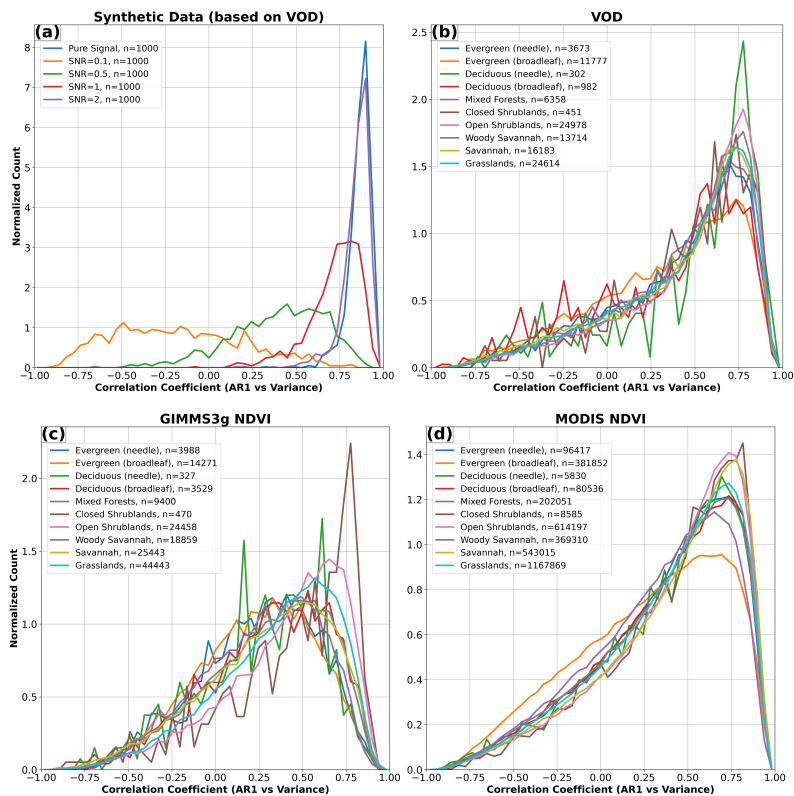 Synthetic Data (based on VOD)
(a)
Pure Signal, n=1000
SNR=0.1, n=1000
SNR=0.5, n=1000
SNR=1, n=1000
SNR=2, n=1000
8
7
6
5
4
3
2
1
0
Normalized Count
−1.00 −0.75 −0.50 −0.25 0.00 0.25 0.50 0.75 1.00
Correlation Coefficient (AR1 vs Variance)
VOD
(b)
Evergreen (needle), n=3673
Evergreen (broadleaf), n=11777
Deciduous (needle), n=302
Deciduous (broadleaf), n=982
Mixed Forests, n=6358
Closed Shrublands, n=451
Open Shrublands, n=24978
Woody Savannah, n=13714
Savannah, n=16183
Grasslands, n=24614
2.5
2.0
1.5
1.0
0.5
0.0
−1.00 −0.75 −0.50 −0.25 0.00 0.25 0.50 0.75 1.00
Correlation Coefficient (AR1 vs Variance)
GIMMS3g NDVI
(c)
Evergreen (needle), n=3988
Evergreen (broadleaf), n=14271
Deciduous (needle), n=327
Deciduous (broadleaf), n=3529
Mixed Forests, n=9400
Closed Shrublands, n=470
Open Shrublands, n=24458
Woody Savannah, n=18859
Savannah, n=25443
Grasslands, n=44443
2.0
1.5
1.0
0.5
0.0
Normalized Count
−1.00 −0.75 −0.50 −0.25 0.00 0.25 0.50 0.75 1.00
Correlation Coefficient (AR1 vs Variance)
MODIS NDVI
(d)
Evergreen (needle), n=96417
Evergreen (broadleaf), n=381852
Deciduous (needle), n=5830
Deciduous (broadleaf), n=80536
Mixed Forests, n=202051
Closed Shrublands, n=8585
Open Shrublands, n=614197
Woody Savannah, n=369310
Savannah, n=543015
Grasslands, n=1167869
1.4
1.2
1.0
0.8
0.6
0.4
0.2
0.0
−1.00 −0.75 −0.50 −0.25 0.00 0.25 0.50 0.75 1.00
Correlation Coefficient (AR1 vs Variance)